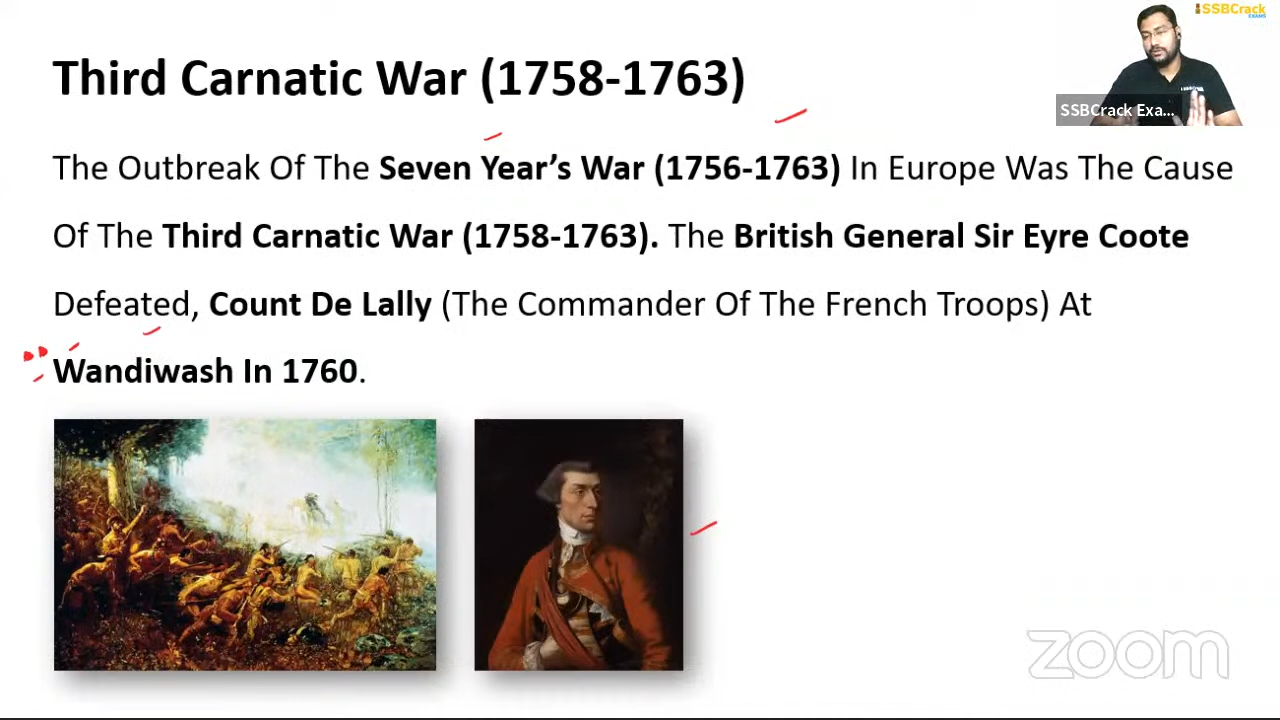 SSBCrack
EXAMS
Third Carnatic War (1758-1763)
SSBCrack Exa...
The Outbreak Of The Seven Year’s War (1756-1763) In Europe Was The Cause
Of The Third Carnatic War (1758-1763). The British General Sir Eyre Coote
Defeated, Count De Lally (The Commander Of The French Troops) At
Wandiwash In 1760.
zoom